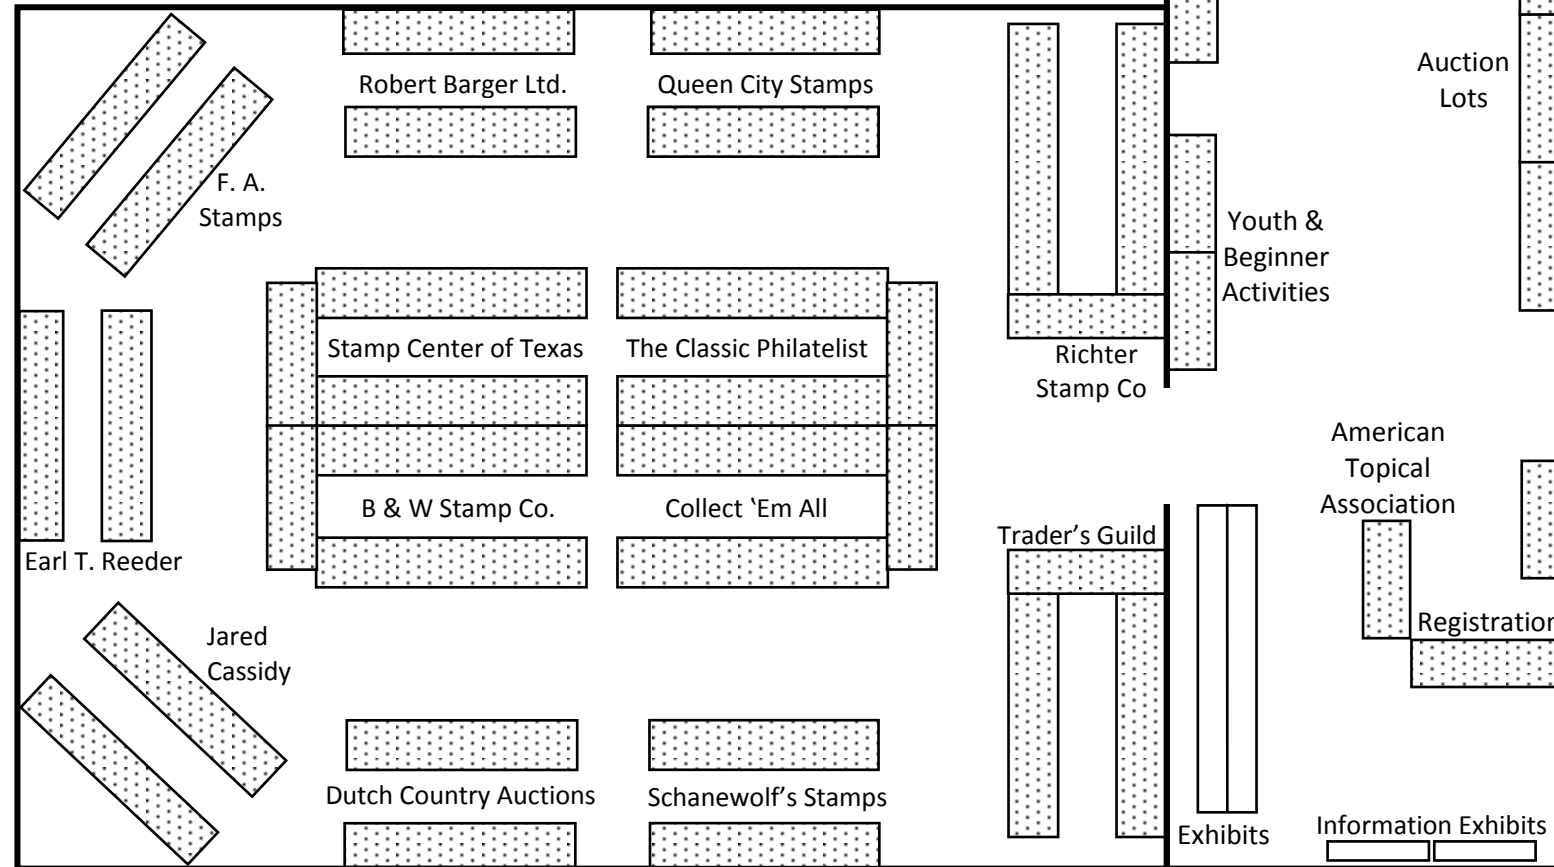 Robert Barger Ltd.
Queen City Stamps
Auction
Lots
F. A.
Stamps
Youth &
Beginner
Activities
Stamp Center of Texas
The Classic Philatelist
Richter
Stamp Co
American
Topical
Association
B & W Stamp Co.
Collect ‛Em All
Trader’s Guild
Earl T. Reeder
Jared
Cassidy
Registration
Dutch Country Auctions
Schanewolf’s Stamps
Exhibits
Information Exhibits